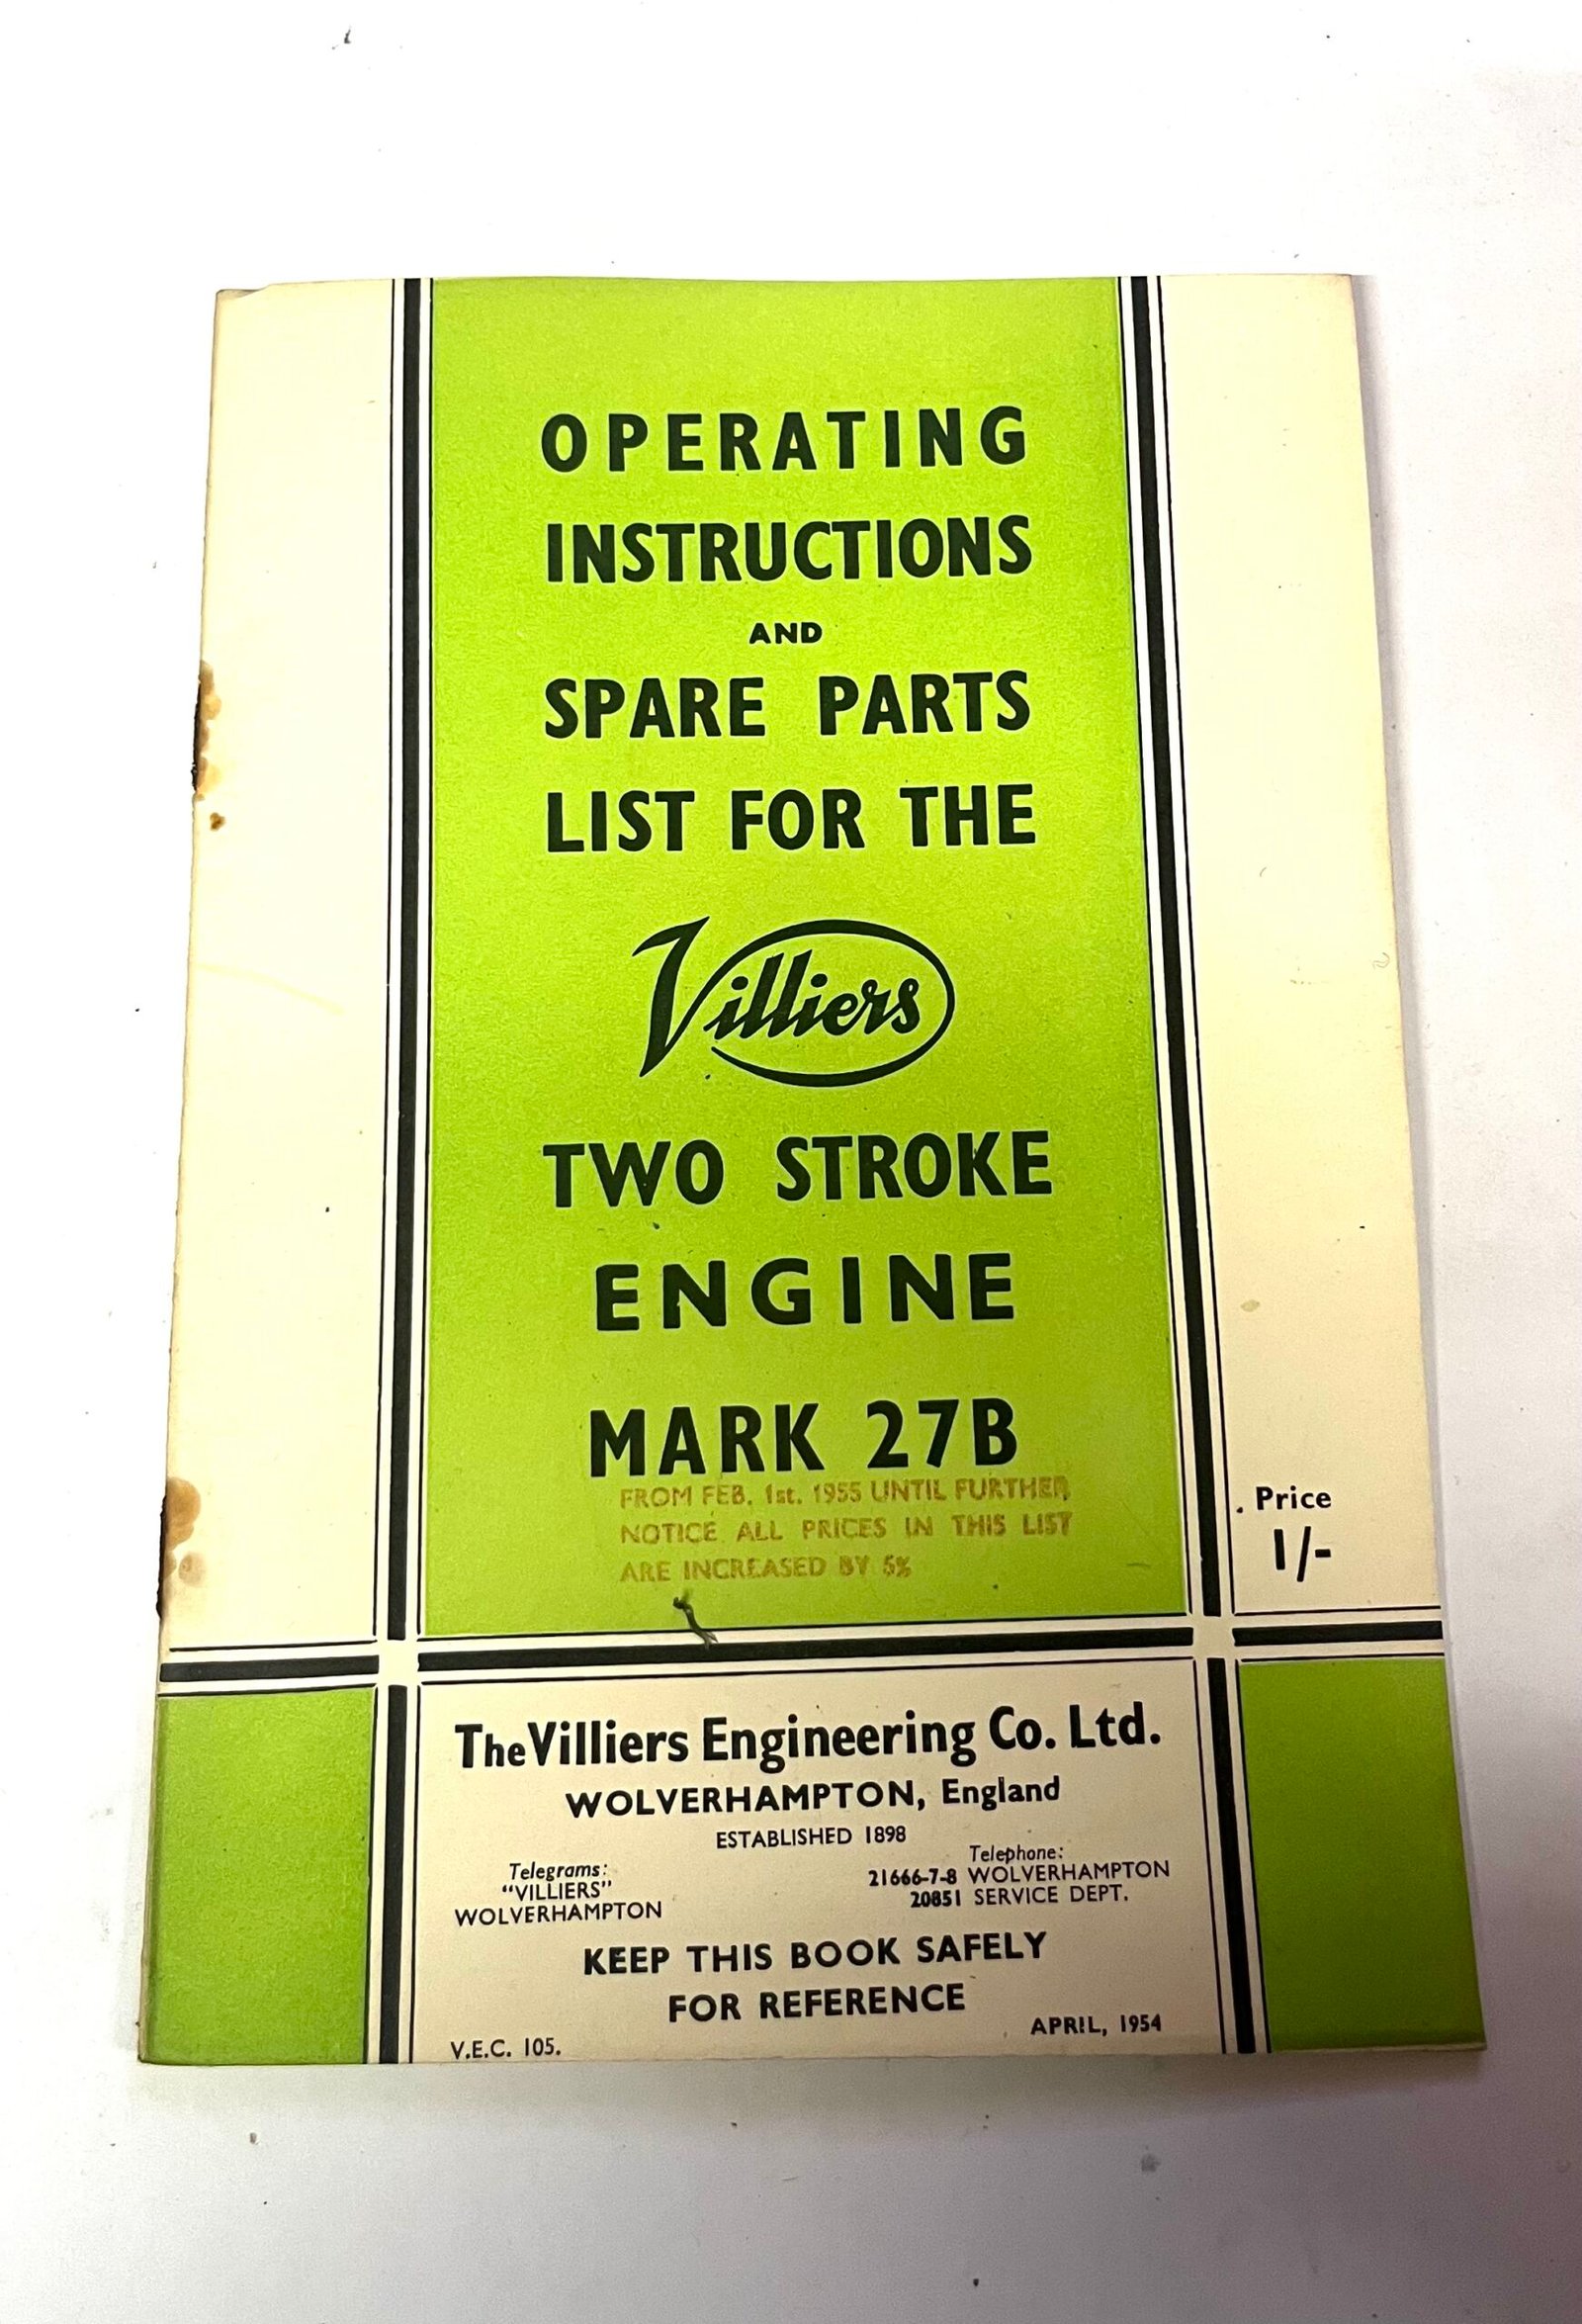 OPERATING
INSTRUCTIONS
AND
SPARE PARTS
LIST FOR THE
Villiers
TWO STROKE
ENGINE
MARK 27B
FROM FEB. 1st. 1955 UNTIL FURTHER
NOTICE ALL PRICES IN THIS LIST
ARE INCREASED BY 5%
. Price
1/-
The Villiers Engineering Co. Ltd.
WOLVERHAMPTON, England
ESTABLISHED 1898
Telegrams:
"VILLIERS"
WOLVERHAMPTON
Telephone:
21666-7-8 WOLVERHAMPTON
20851 SERVICE DEPT.
KEEP THIS BOOK SAFELY
FOR REFERENCE
V.E.C. 105.
APRIL, 1954